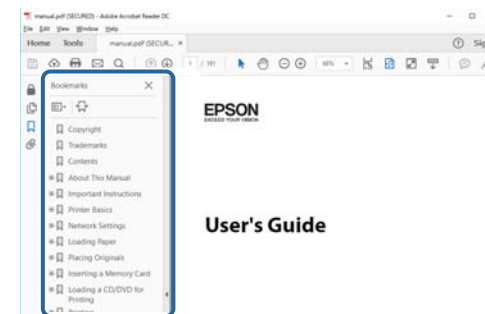 manual.pdf (SECURED) - Adobe Acrobat Reader DC
File Edit View Window Help
Home Tools manual.pdf (SECUR... ×
Bookmarks
Copyright
Trademarks
Contents
About This Manual
Important Instructions
Printer Basics
Network Settings
Loading Paper
Placing Originals
Inserting a Memory Card
Loading a CD/DVD for
Printing
EPSON
EXCEED YOUR VISION
User's Guide